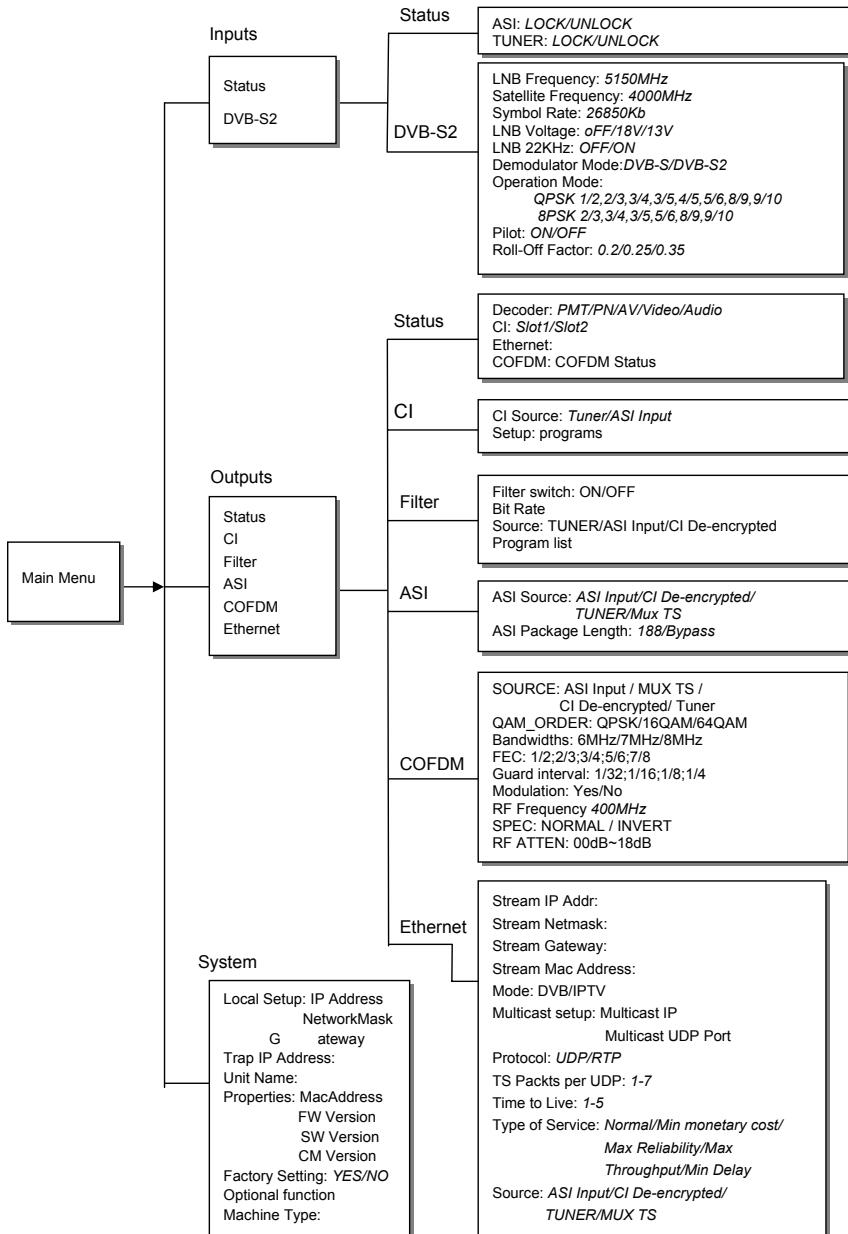 Main Menu
Inputs
Status
DVB-S2
Status
ASI: LOCK/UNLOCK
TUNER: LOCK/UNLOCK
DVB-S2
LNB Frequency: 5150MHz
Satellite Frequency: 4000MHz
Symbol Rate: 26850Kb
LNB Voltage: oFF/18V/13V
LNB 22KHz: OFF/ON
Demodulator Mode:DVB-S/DVB-S2
Operation Mode:
QPSK 1/2,2/3,3/4,3/5,4/5,5/6,8/9,9/10
8PSK 2/3,3/4,3/5,5/6,8/9,9/10
Pilot: ON/OFF
Roll-Off Factor: 0.2/0.25/0.35
Outputs
Status
CI
Filter
ASI
COFDM
Ethernet
Status
Decoder: PMT/PN/AV/Video/Audio
CI: Slot1/Slot2
Ethernet:
COFDM: COFDM Status
CI
CI Source: Tuner/ASI Input
Setup: programs
Filter
Filter switch: ON/OFF
Bit Rate
Source: TUNER/ASI Input/CI De-encrypted
Program list
ASI
ASI Source: ASI Input/CI De-encrypted/
TUNER/Mux TS
ASI Package Length: 188/Bypass
COFDM
SOURCE: ASI Input / MUX TS /
CI De-encrypted/ Tuner
QAM_ORDER: QPSK/16QAM/64QAM
Bandwidths: 6MHz/7MHz/8MHz
FEC: 1/2;2/3;3/4;5/6;7/8
Guard interval: 1/32;1/16;1/8;1/4
Modulation: Yes/No
RF Frequency 400MHz
SPEC: NORMAL / INVERT
RF ATTEN: 00dB~18dB
Ethernet
Stream IP Addr:
Stream Netmask:
Stream Gateway:
Stream Mac Address:
Mode: DVB/IPTV
Multicast setup: Multicast IP
Multicast UDP Port
Protocol: UDP/RTP
TS Packts per UDP: 1-7
Time to Live: 1-5
Type of Service: Normal/Min monetary cost/
Max Reliability/Max
Throughput/Min Delay
Source: ASI Input/CI De-encrypted/
TUNER/MUX TS
System
Local Setup: IP Address
NetworkMask
G ateway
Trap IP Address:
Unit Name:
Properties: MacAddress
FW Version
SW Version
CM Version
Factory Setting: YES/NO
Optional function
Machine Type: